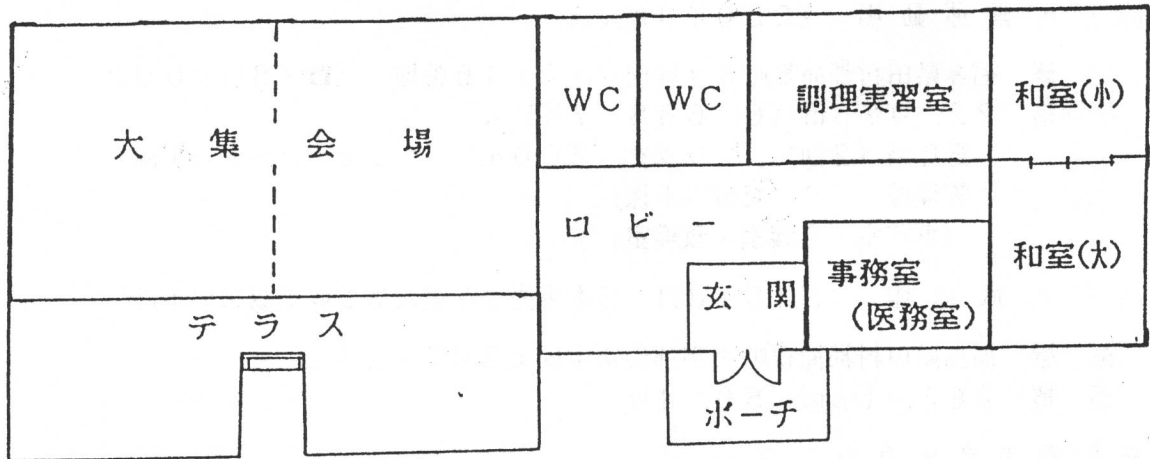 WC
WC
調理実習室
和室(小)
大集会場
ロビー
和室(大)
事務室
(医務室)
玄関
テラス
ポーチ